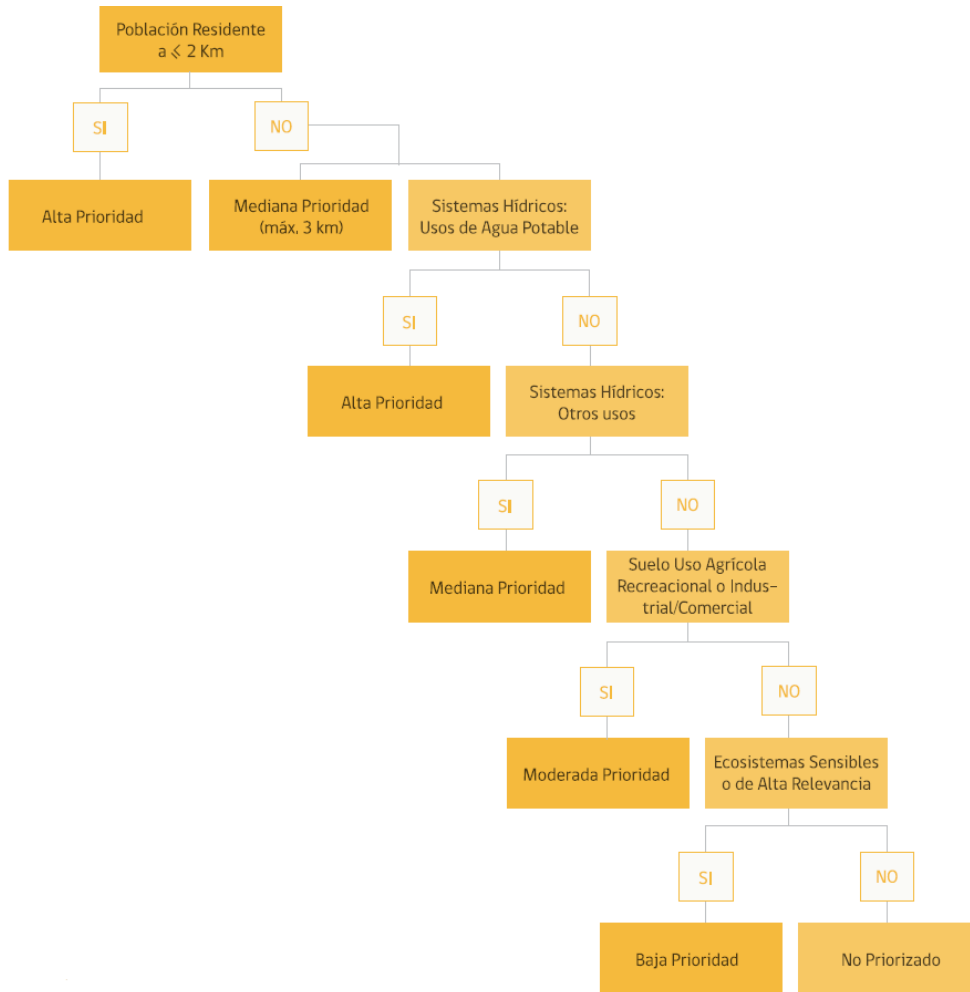 Población Residente
a ⩽ 2 Km
SI
NO
Alta Prioridad
Mediana Prioridad
(máx. 3 km)
Sistemas Hídricos:
Usos de Agua Potable
SI
NO
Alta Prioridad
Sistemas Hídricos:
Otros usos
SI
NO
Mediana Prioridad
Suelo Uso Agrícola
Recreacional o Indus-
trial/Comercial
SI
NO
Moderada Prioridad
Ecosistemas Sensibles
o de Alta Relevancia
SI
NO
Baja Prioridad
No Priorizado